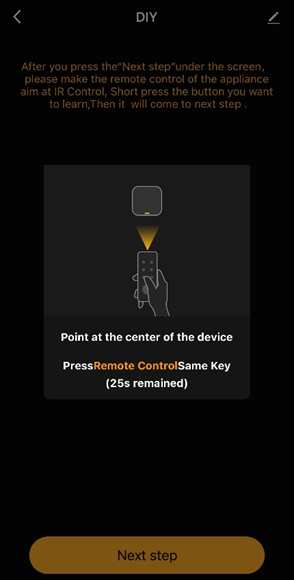 DIY
After you press the“Next step”under the screen,
please make the remote control of the appliance
aim at IR Control, Short press the button you want
to learn,Then it  will come to next step .
Point at the center of the device
PressRemote ControlSame Key
(25s remained)
Next step